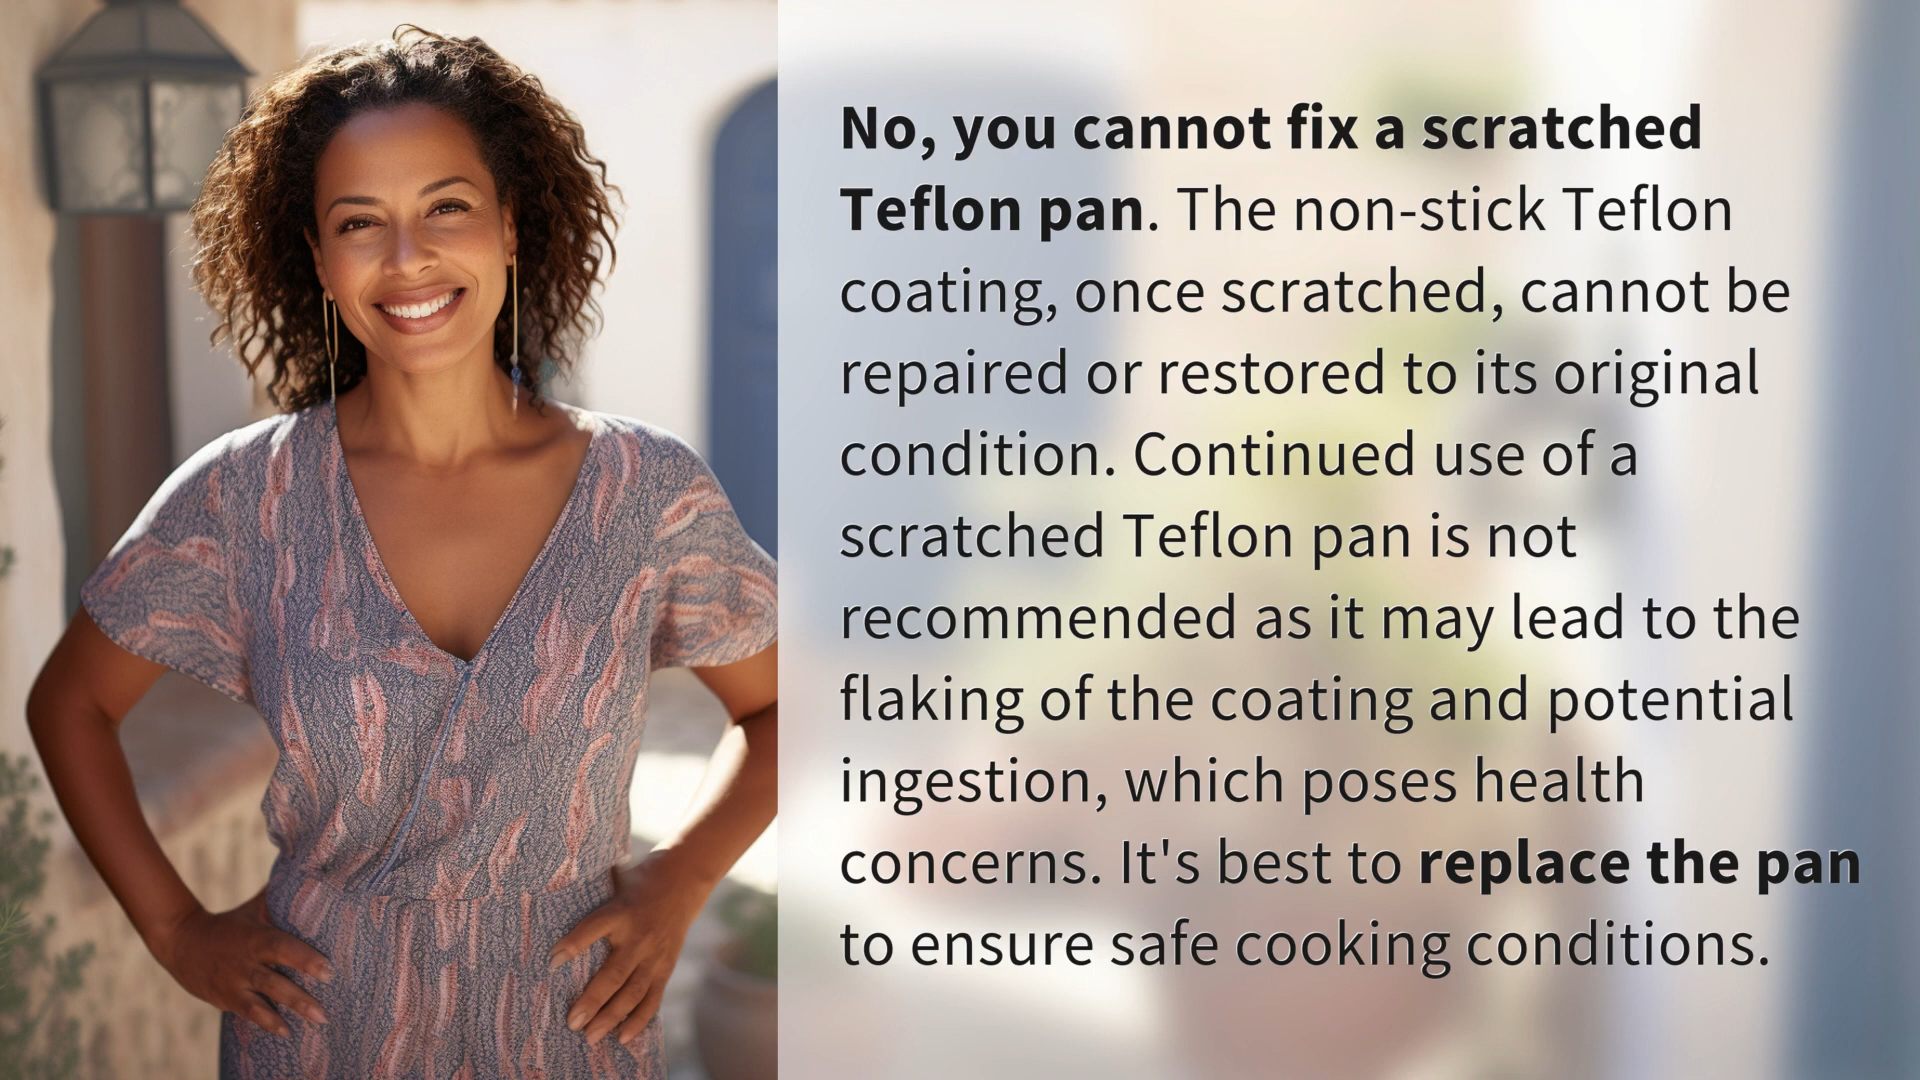 No, you cannot fix a scratched
Teflon pan. The non-stick Teflon
coating, once scratched, cannot be
repaired or restored to its original
condition. Continued use of a
scratched Teflon pan is not
recommended as it may lead to the
flaking of the coating and potential
ingestion, which poses health
concerns. It's best to replace the pan
to ensure safe cooking conditions.